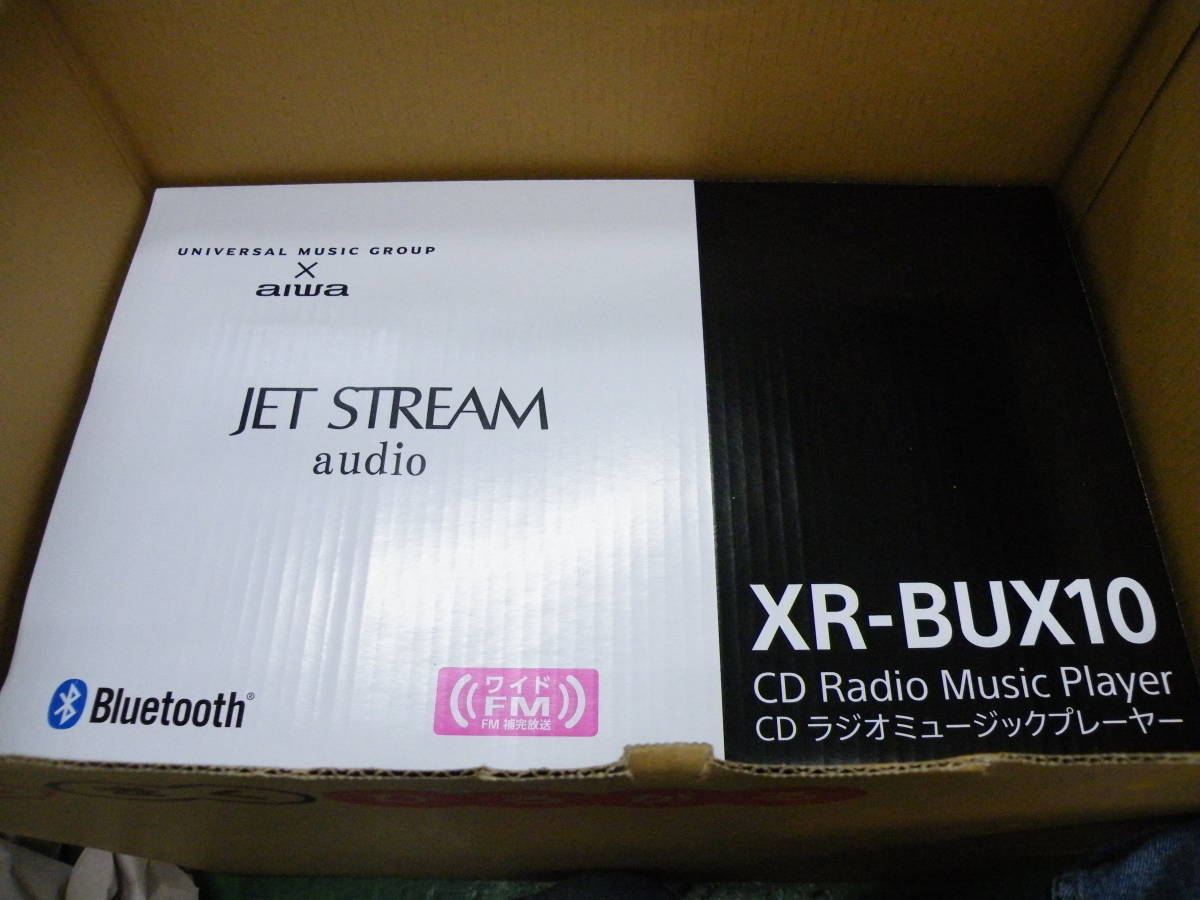 UNIVERSAL MUSIC GROUP
×
aiwa
JET STREAM
audio
Bluetooth®
ワイド
FM
FM 補完放送
XR-BUX10
CD Radio Music Player
CD ラジオミュージックプレーヤー